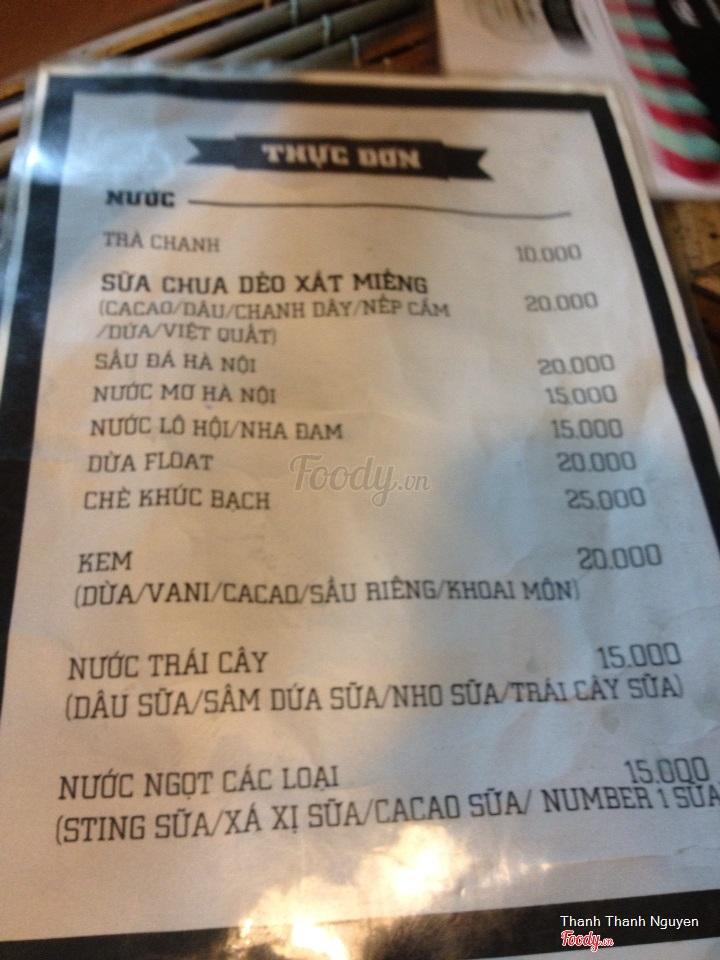 THỰC ĐƠN
NƯỚC
TRÀ CHANH 10.000
SỮA CHUA DẺO XẮT MIẾNG
(CACAO/DÂU/CHANH DÂY/NẾP CẨM 20.000
/DỨA/VIỆT QUẤT)
SẤU ĐÁ HÀ NỘI 20.000
NƯỚC MƠ HÀ NỘI 15.000
NƯỚC LÔ HỘI/NHA ĐAM 15.000
DỪA FLOAT 20.000
CHÈ KHÚC BẠCH 25.000
Foody.vn
KEM 20.000
(DỪA/VANI/CACAO/SẦU RIÊNG/KHOAI MÔN)
NƯỚC TRÁI CÂY 15.000
(DÂU SỮA/SÂM DỨA SỮA/NHO SỮA/TRÁI CÂY SỮA)
NƯỚC NGỌT CÁC LOẠI 15.000
(STING SỮA/XÁ XỊ SỮA/CACAO SỮA/ NUMBER 1 SỮA
Thanh Thanh Nguyen
Foody.vn